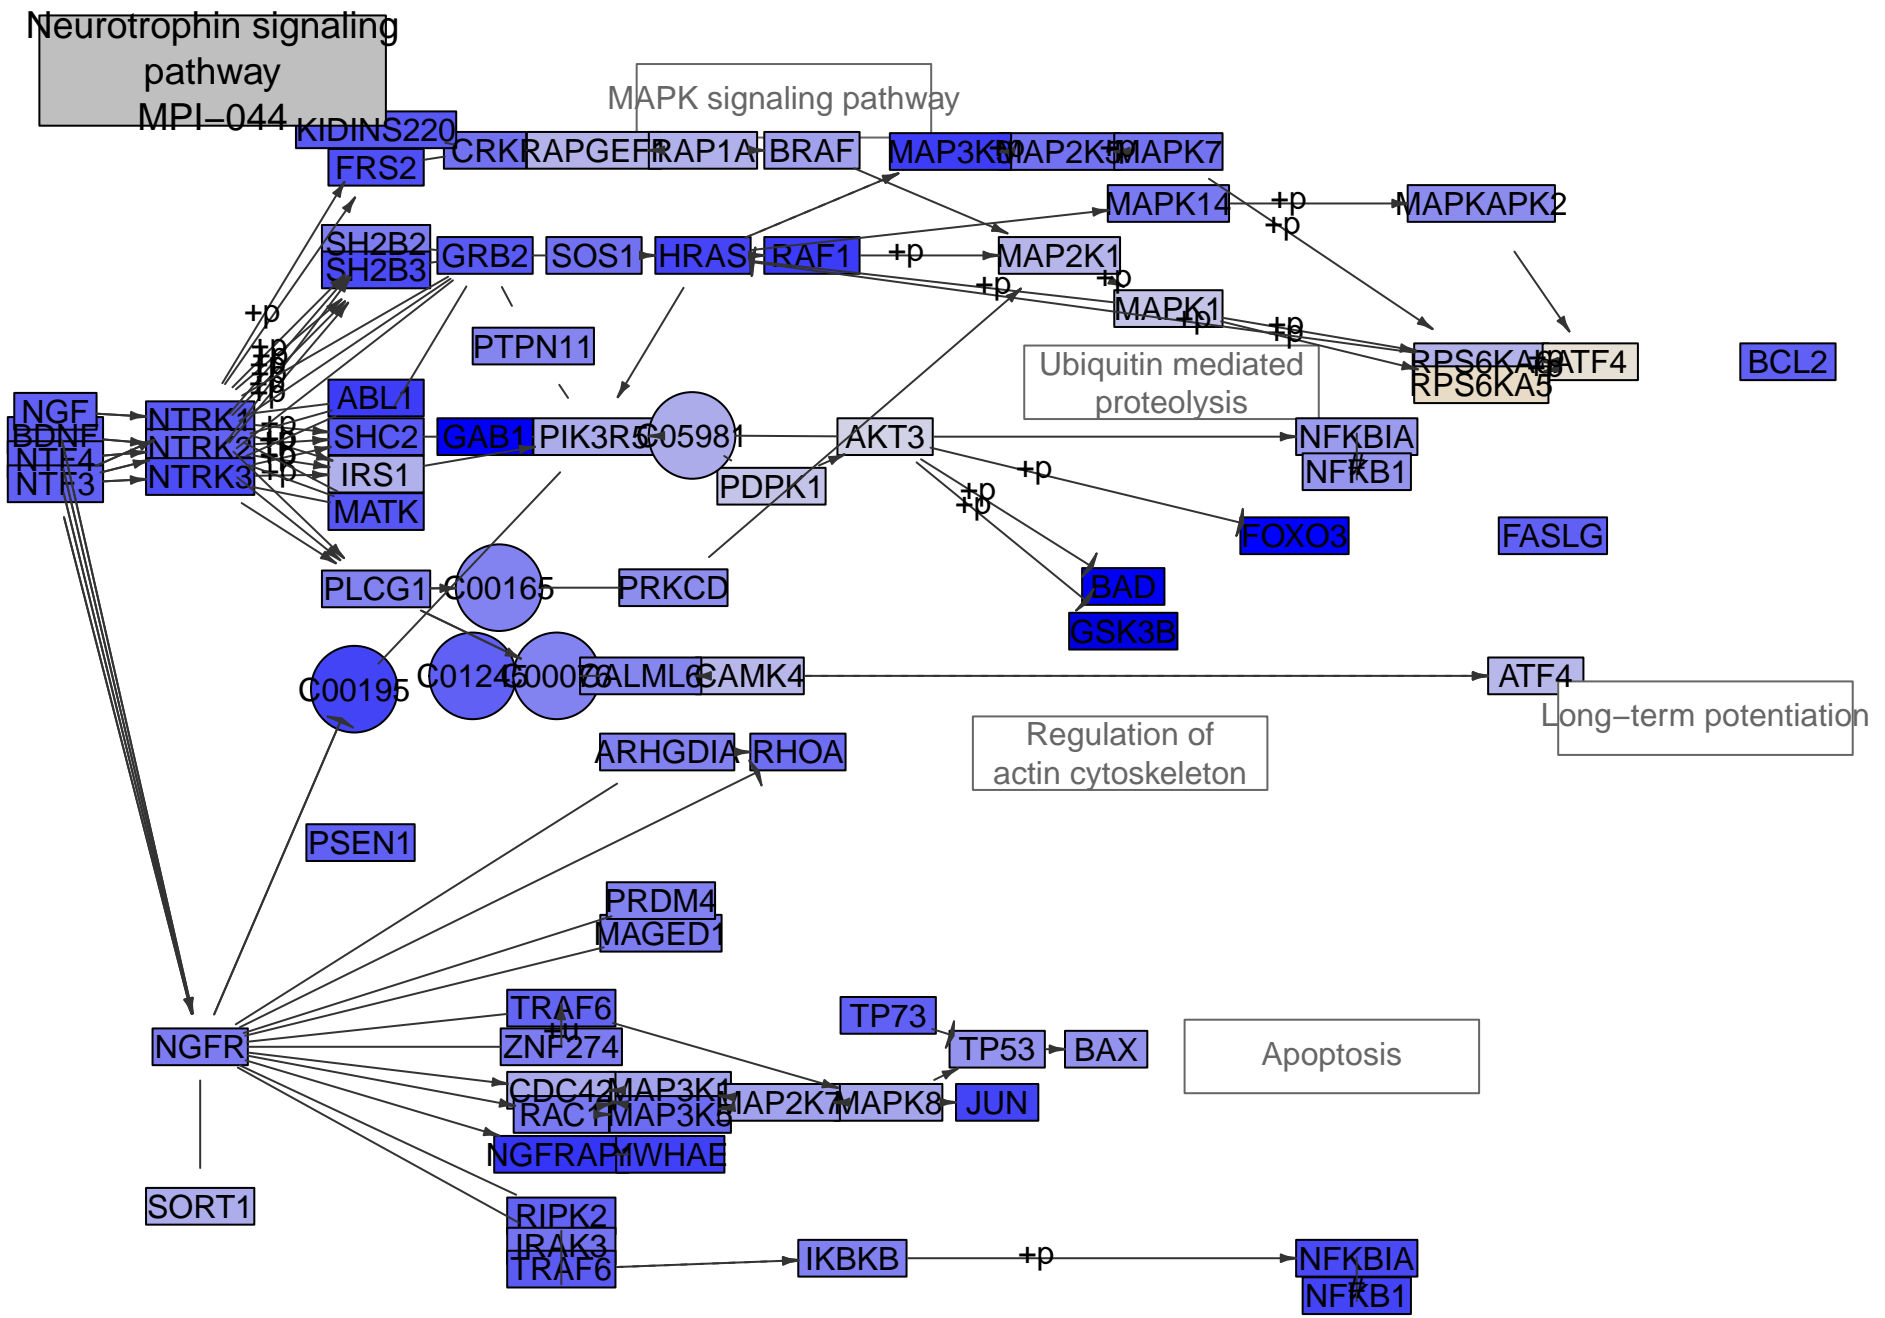 Neurotrophin signaling
pathway
MPI−044
MAPK signaling pathway
KIDINS220
FRS2
RAP1A
BRAF
MAPK7
MAPK14
+p
MAPKAPK2
+p
SH2B2
SH2B3
GRB2
SOS1
HRAS
RAF1
+p
MAP2K1
+p
+p
MAPK1
+p
+p
PTPN11
Ubiquitin mediated
proteolysis
RPS6KA5
ATF4
BCL2
NGF
BDNF
NTF4
NTF3
NTRK1
NTRK2
NTRK3
+p
+p
+p
+p
+p
+p
+p
+p
+p
ABL1
SHC2
IRS1
MATK
GAB1
PIK3R5
C05981
PDPK1
AKT3
+p
+p
+p
NFKBIA
NFKB1
FOXO3
FASLG
BAD
GSK3B
PLCG1
C00165
PRKCD
C00195
C01245
C00076
CALML6
CAMK4
ATF4
Long−term potentiation
ARHGDIA
RHOA
Regulation of
actin cytoskeleton
PSEN1
PRDM4
MAGED1
NGFR
TRAF6
+u
ZNF274
CDC42
MAP3K1
RAC1
MAP3K5
MAP2K7
MAPK8
JUN
TP73
TP53
BAX
Apoptosis
NGFRAP1
YWHAE
SORT1
RIPK2
IRAK3
TRAF6
IKBKB
+p
NFKBIA
NFKB1